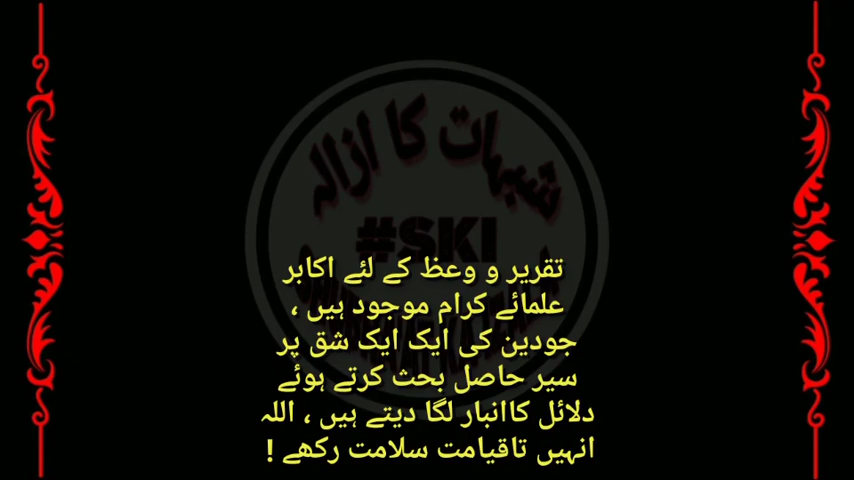 شبہات کا ازالہ
#SKI
تقریر و وعظ کے لئے اکابر
علمائے کرام موجود ہیں ،
جودین کی ایک ایک شق پر
سیر حاصل بحث کرتے ہوئے
دلائل کاانبار لگا دیتے ہیں ، اللہ
انہیں تاقیامت سلامت رکھے !